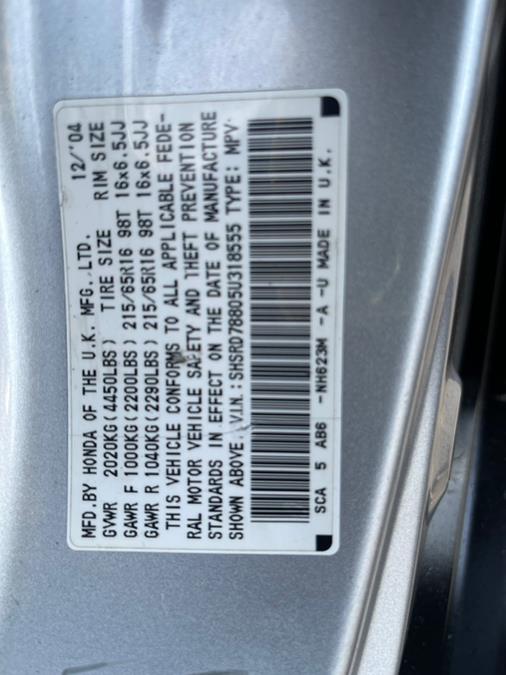 MFD.BY HONDA OF THE U.K. MFG.,LTD. 12/'04
GVWR 2020KG(4450LBS) TIRE SIZE RIM SIZE
GAWR F 1000KG(2200LBS) 215/65R16 98T 16x6.5JJ
GAWR R 1040KG(2290LBS) 215/65R16 98T 16x6.5JJ
THIS VEHICLE CONFORMS TO ALL APPLICABLE FEDE-
RAL MOTOR VEHICLE SAFETY AND THEFT PREVENTION
STANDARDS IN EFFECT ON THE DATE OF MANUFACTURE
SHOWN ABOVE. V.I.N.:SHSRD78805U318555 TYPE: MPV
SCA 5 AB6 -NH623M -A -U MADE IN U.K.